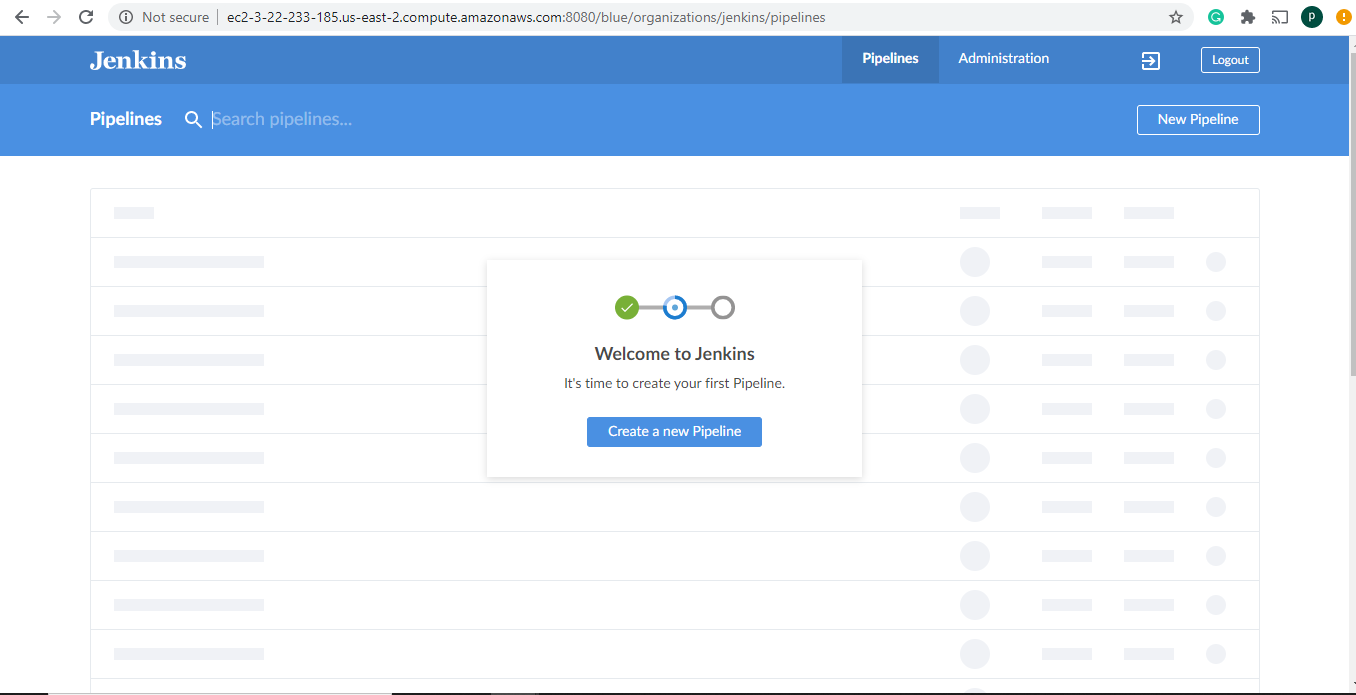 Not secure
ec2-3-22-233-185.us-east-2.compute.amazonaws.com:8080/blue/organizations/jenkins/pipelines
P
Jenkins
Pipelines
Administration
Logout
Pipelines
Search pipelines...
New Pipeline
Welcome to Jenkins
It's time to create your first Pipeline.
Create a new Pipeline